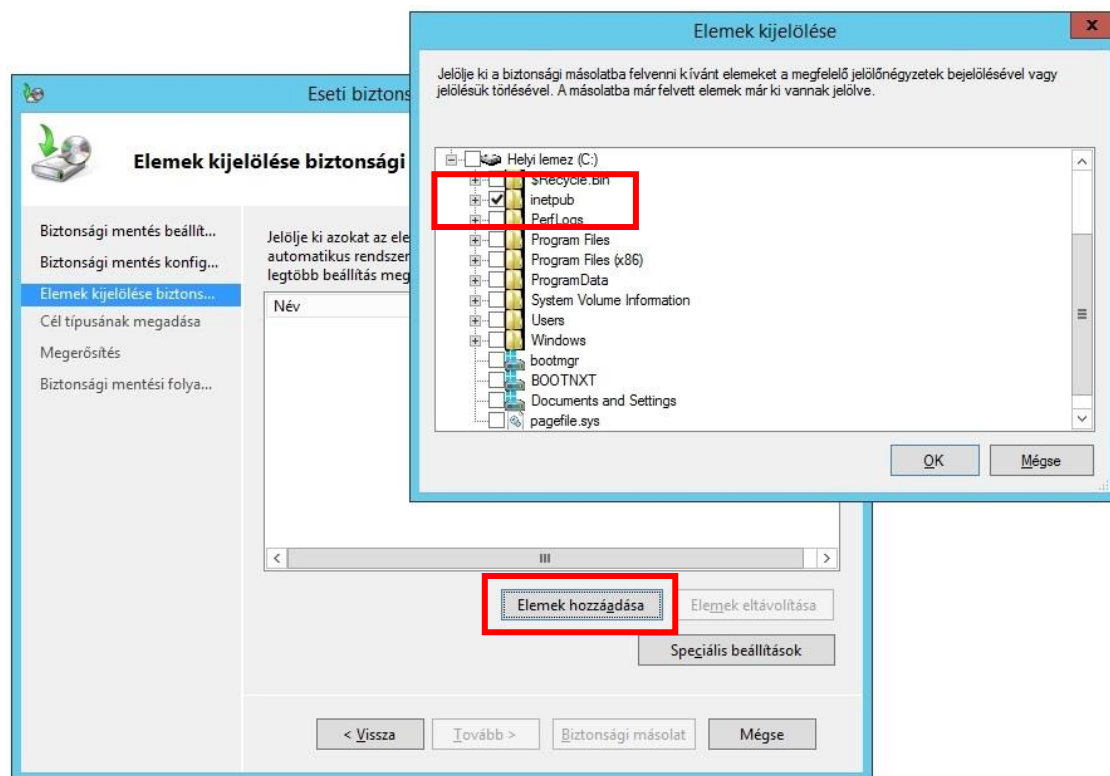 Elemek kijelölése
x
Jelölje ki a biztonsági másolatba felvenni kívánt elemeket a megfelelő jelölőnégyzetek bejelölésével vagy
jelölésük törlésével. A másolatba már felvett elemek már ki vannak jelölve.
Helyi lemez (C:)
$Recycle.Bin
inetpub
PerfLogs
Program Files
Program Files (x86)
ProgramData
System Volume Information
Users
Windows
bootmgr
BOOTNXT
Documents and Settings
pagefile.sys
OK
Mégse
Eseti biztons
Elemek kijelölése biztonsági
Biztonsági mentés beállít...
Biztonsági mentés konfig...
Elemek kijelölése biztons...
Cél típusának megadása
Megerősítés
Biztonsági mentési folya...
Jelölje ki azokat az ele
automatikus rendszer
legtöbb beállítás meg
Név
Elemek hozzáadása
Elemek eltávolítása
Speciális beállítások
< Vissza
Tovább >
Biztonsági másolat
Mégse